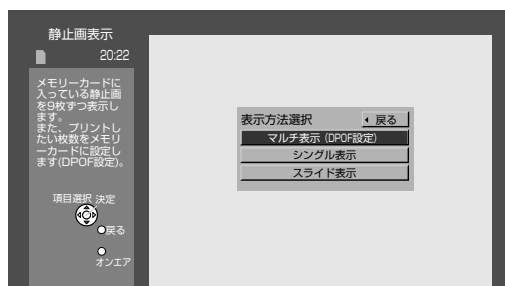 静止画表示
20:22
メモリーカードに
入っている静止画
を9枚ずつ表示し
ます。
また、プリントし
たい枚数をメモリ
ーカードに設定し
ます(DPOF設定)。
項目選択 決定
戻る
オンエア
表示方法選択
戻る
マルチ表示（DPOF設定)
シングル表示
スライド表示